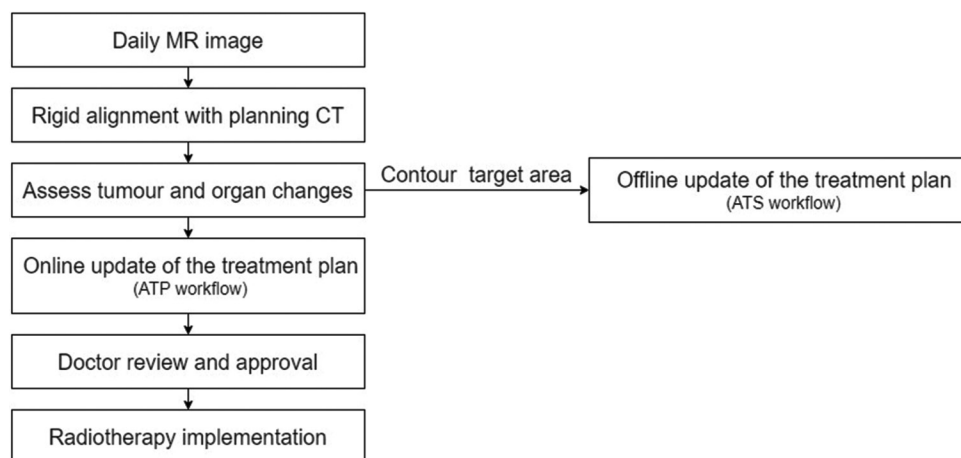 Daily MR image
Rigid alignment with planning CT
Assess tumour and organ changes
Contour target area
Offline update of the treatment plan
(ATS workflow)
Online update of the treatment plan
(ATP workflow)
Doctor review and approval
Radiotherapy implementation